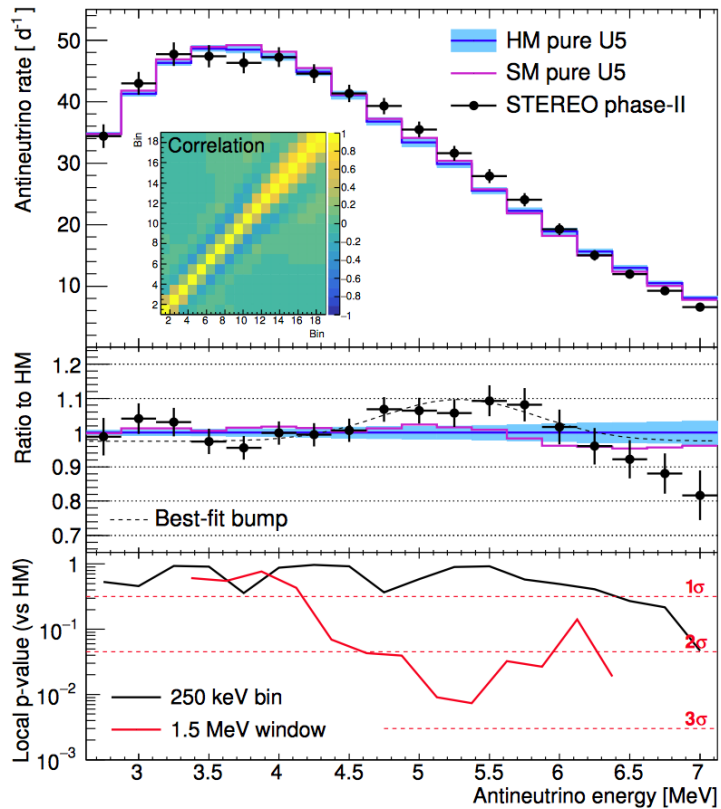 Antineutrino rate [ d⁻¹]
50
40
30
20
10
HM pure U5
SM pure U5
STEREO phase-II
Correlation
Bin
18
16
14
12
10
8
6
4
2
2 4 6 8 10 12 14 16 18
Bin
1
0.8
0.6
0.4
0.2
0
−0.2
−0.4
−0.6
−0.8
−1
Ratio to HM
1.2
1.1
1.0
0.9
0.8
0.7
Best-fit bump
Local p-value (vs HM)
1
10⁻¹
10⁻²
10⁻³
1σ
2σ
3σ
250 keV bin
1.5 MeV window
3 3.5 4 4.5 5 5.5 6 6.5 7
Antineutrino energy [MeV]